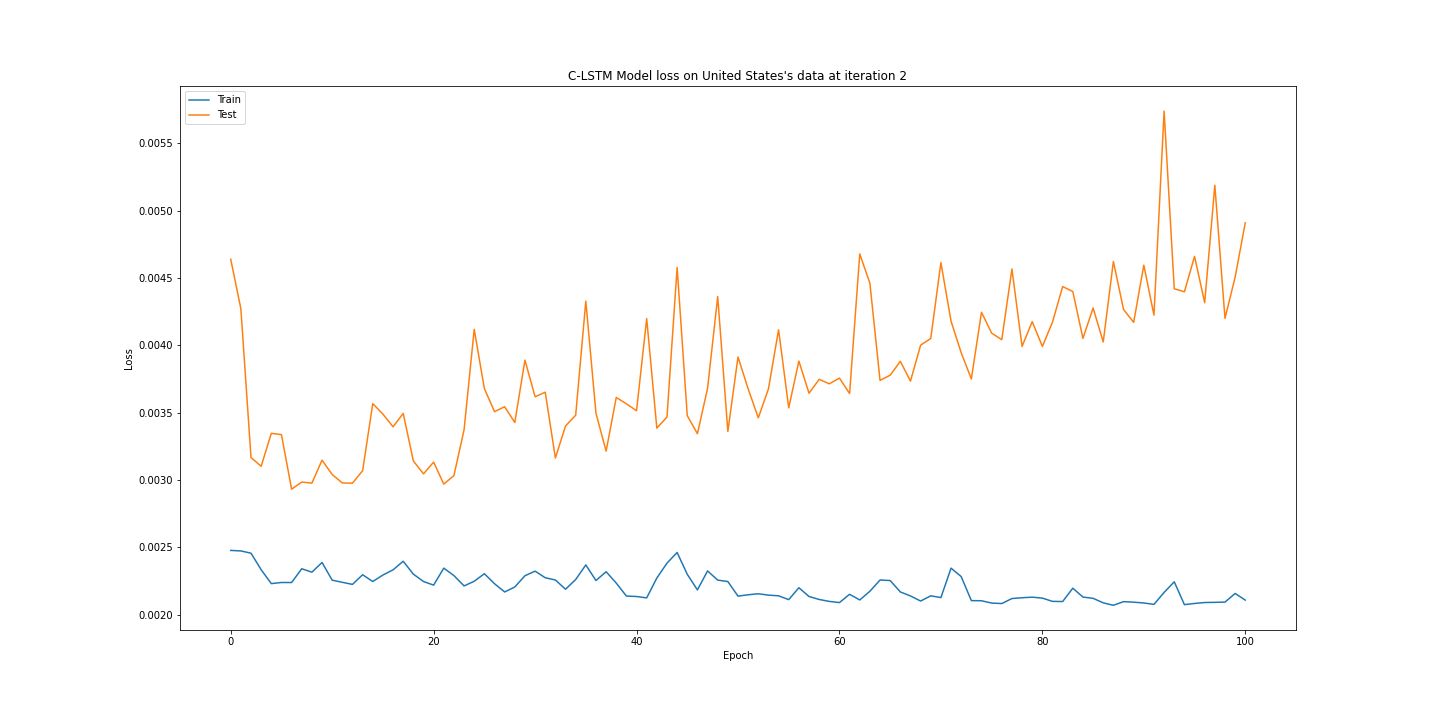 C-LSTM Model loss on United States's data at iteration 2
Train
Test
0.0055
0.0050
0.0045
0.0040
0.0035
0.0030
0.0025
0.0020
Loss
0 20 40 60 80 100
Epoch